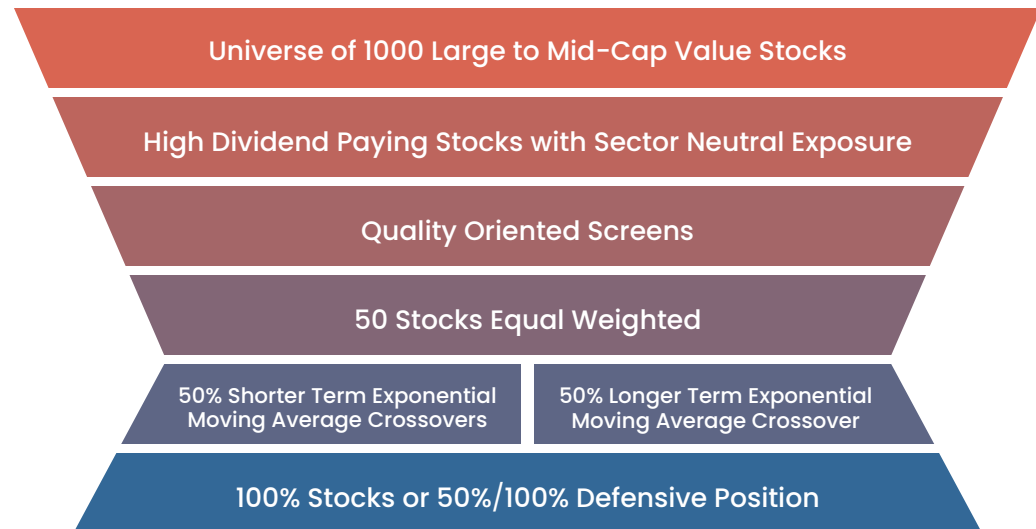 Universe of 1000 Large to Mid-Cap Value Stocks
High Dividend Paying Stocks with Sector Neutral Exposure
Quality Oriented Screens
50 Stocks Equal Weighted
50% Shorter Term Exponential
Moving Average Crossovers
50% Longer Term Exponential
Moving Average Crossover
100% Stocks or 50%/100% Defensive Position